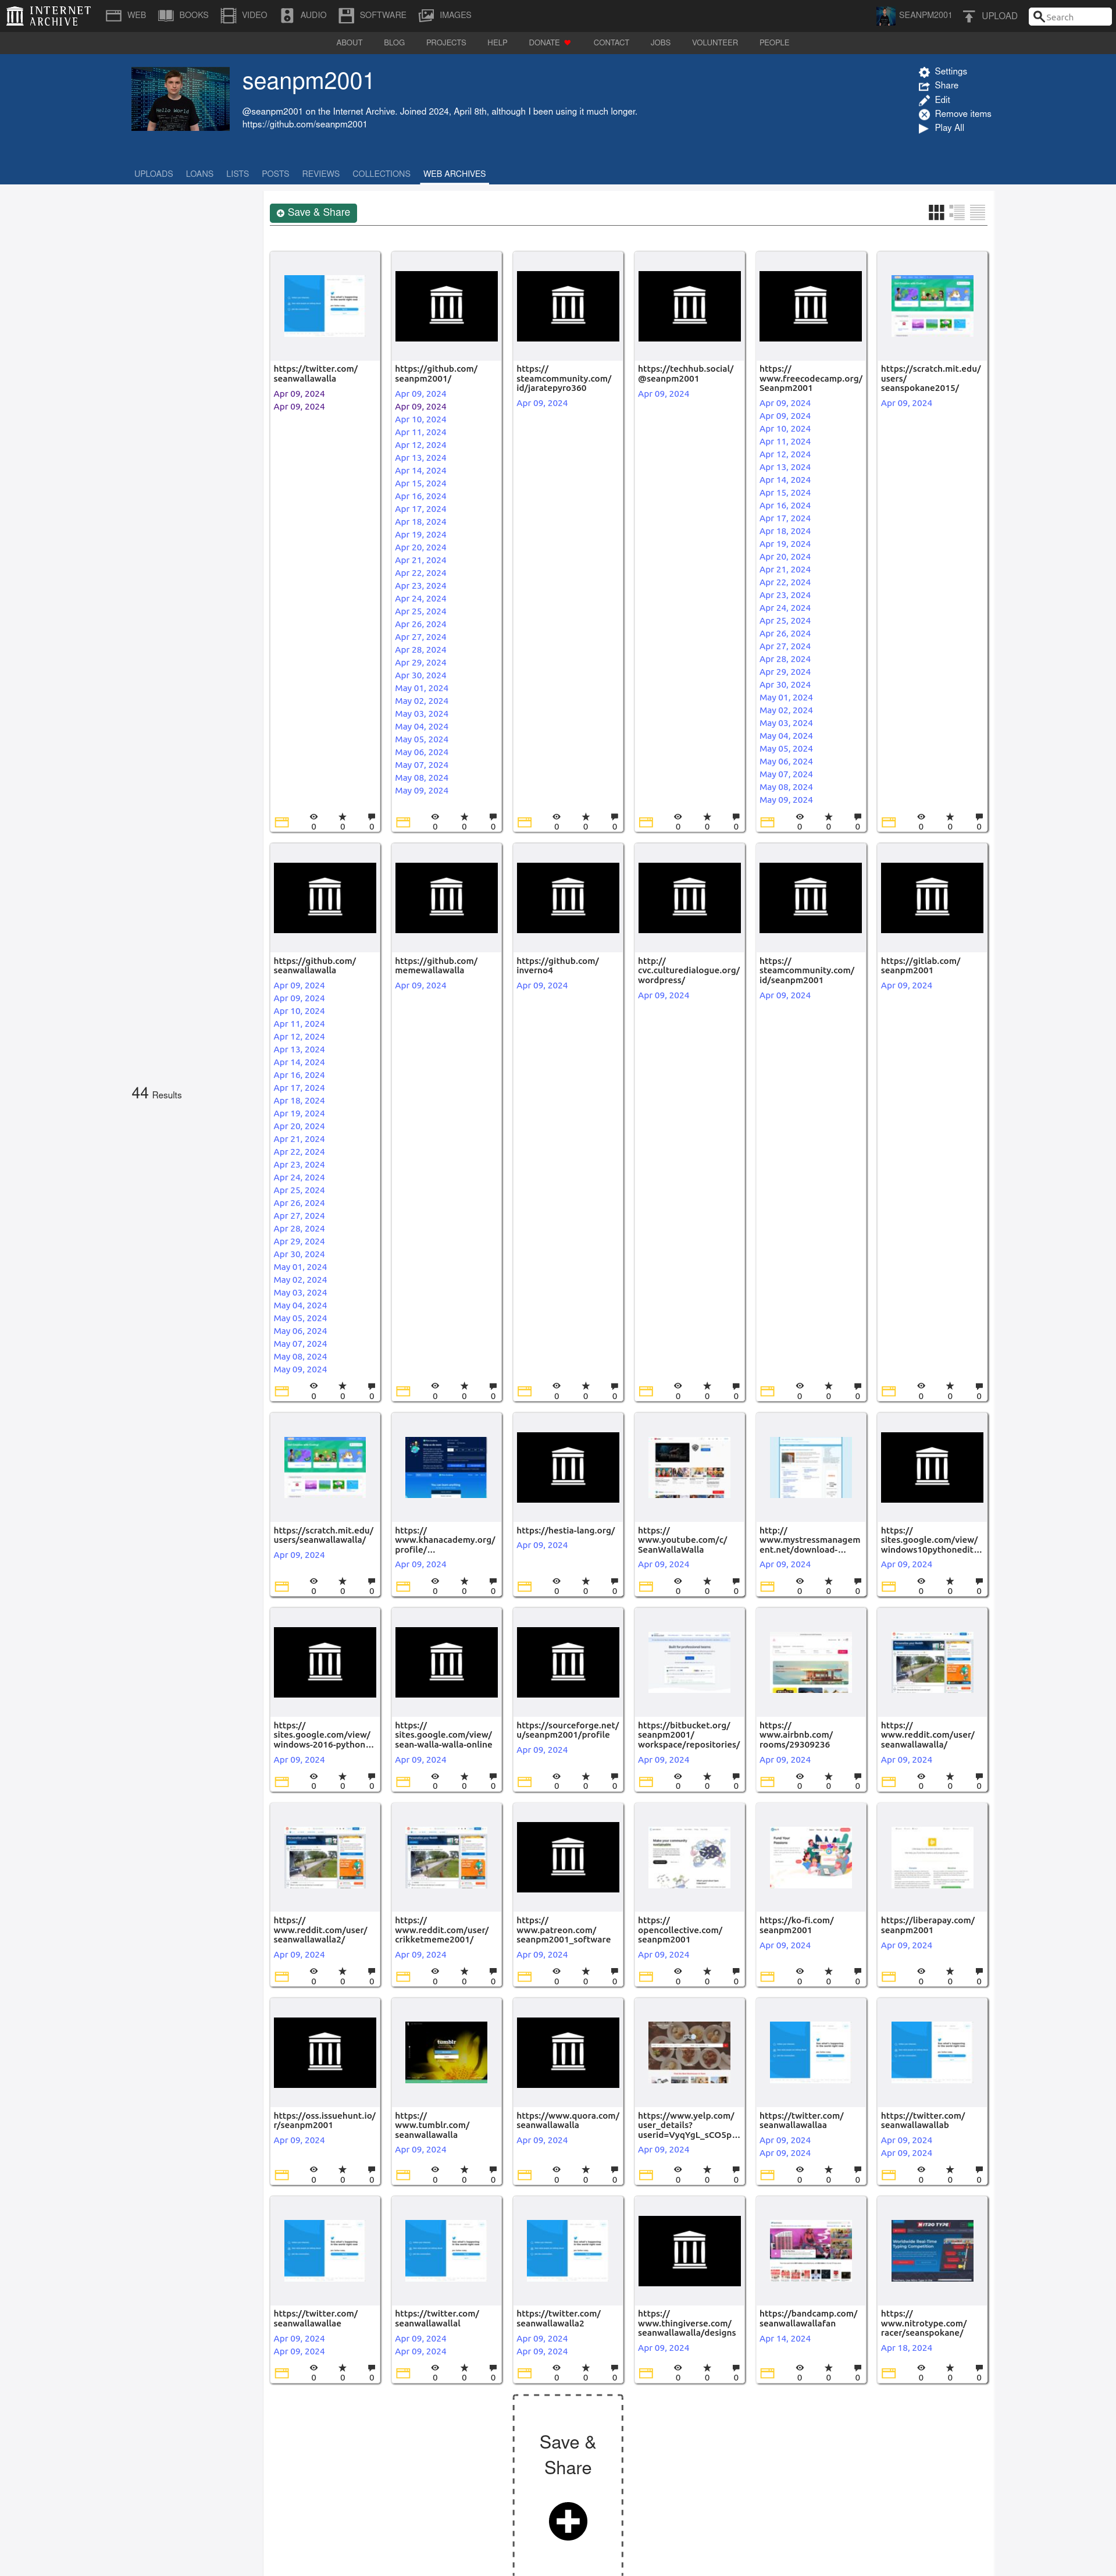 INTERNET ARCHIVE
WEB
BOOKS
VIDEO
AUDIO
SOFTWARE
IMAGES
SEANPM2001
UPLOAD
Search
ABOUT
BLOG
PROJECTS
HELP
DONATE
CONTACT
JOBS
VOLUNTEER
PEOPLE
seanpm2001
@seanpm2001 on the Internet Archive. Joined 2024, April 8th, although I been using it much longer.
https://github.com/seanpm2001
Settings
Share
Edit
Remove items
Play All
UPLOADS
LOANS
LISTS
POSTS
REVIEWS
COLLECTIONS
WEB ARCHIVES
44 Results
Save & Share
https://twitter.com/
seanwallawalla
Apr 09, 2024
Apr 09, 2024
0 0 0
https://github.com/
seanpm2001/
Apr 09, 2024
Apr 09, 2024
Apr 10, 2024
Apr 11, 2024
Apr 12, 2024
Apr 13, 2024
Apr 14, 2024
Apr 15, 2024
Apr 16, 2024
Apr 17, 2024
Apr 18, 2024
Apr 19, 2024
Apr 20, 2024
Apr 21, 2024
Apr 22, 2024
Apr 23, 2024
Apr 24, 2024
Apr 25, 2024
Apr 26, 2024
Apr 27, 2024
Apr 28, 2024
Apr 29, 2024
Apr 30, 2024
May 01, 2024
May 02, 2024
May 03, 2024
May 04, 2024
May 05, 2024
May 06, 2024
May 07, 2024
May 08, 2024
May 09, 2024
0 0 0
https://
steamcommunity.com/
id/jaratepyro360
Apr 09, 2024
0 0 0
https://techhub.social/
@seanpm2001
Apr 09, 2024
0 0 0
https://
www.freecodecamp.org/
Seanpm2001
Apr 09, 2024
Apr 09, 2024
Apr 10, 2024
Apr 11, 2024
Apr 12, 2024
Apr 13, 2024
Apr 14, 2024
Apr 15, 2024
Apr 16, 2024
Apr 17, 2024
Apr 18, 2024
Apr 19, 2024
Apr 20, 2024
Apr 21, 2024
Apr 22, 2024
Apr 23, 2024
Apr 24, 2024
Apr 25, 2024
Apr 26, 2024
Apr 27, 2024
Apr 28, 2024
Apr 29, 2024
Apr 30, 2024
May 01, 2024
May 02, 2024
May 03, 2024
May 04, 2024
May 05, 2024
May 06, 2024
May 07, 2024
May 08, 2024
May 09, 2024
0 0 0
https://scratch.mit.edu/
users/
seanspokane2015/
Apr 09, 2024
0 0 0
https://github.com/
seanwallawalla
Apr 09, 2024
Apr 09, 2024
Apr 10, 2024
Apr 11, 2024
Apr 12, 2024
Apr 13, 2024
Apr 14, 2024
Apr 16, 2024
Apr 17, 2024
Apr 18, 2024
Apr 19, 2024
Apr 20, 2024
Apr 21, 2024
Apr 22, 2024
Apr 23, 2024
Apr 24, 2024
Apr 25, 2024
Apr 26, 2024
Apr 27, 2024
Apr 28, 2024
Apr 29, 2024
Apr 30, 2024
May 01, 2024
May 02, 2024
May 03, 2024
May 04, 2024
May 05, 2024
May 06, 2024
May 07, 2024
May 08, 2024
May 09, 2024
0 0 0
https://github.com/
memewallawalla
Apr 09, 2024
0 0 0
https://github.com/
inverno4
Apr 09, 2024
0 0 0
http://
cvc.culturedialogue.org/
wordpress/
Apr 09, 2024
0 0 0
https://
steamcommunity.com/
id/seanpm2001
Apr 09, 2024
0 0 0
https://gitlab.com/
seanpm2001
Apr 09, 2024
0 0 0
https://scratch.mit.edu/
users/seanwallawalla/
Apr 09, 2024
0 0 0
https://
www.khanacademy.org/
profile/...
Apr 09, 2024
0 0 0
https://hestia-lang.org/
Apr 09, 2024
0 0 0
https://
www.youtube.com/c/
SeanWallaWalla
Apr 09, 2024
0 0 0
http://
www.mystressmanagem
ent.net/download-...
Apr 09, 2024
0 0 0
https://
sites.google.com/view/
windows10pythonedit...
Apr 09, 2024
0 0 0
https://
sites.google.com/view/
windows-2016-python...
Apr 09, 2024
0 0 0
https://
sites.google.com/view/
sean-walla-walla-online
Apr 09, 2024
0 0 0
https://sourceforge.net/
u/seanpm2001/profile
Apr 09, 2024
0 0 0
https://bitbucket.org/
seanpm2001/
workspace/repositories/
Apr 09, 2024
0 0 0
https://
www.airbnb.com/
rooms/29309236
Apr 09, 2024
0 0 0
https://
www.reddit.com/user/
seanwallawalla/
Apr 09, 2024
0 0 0
https://
www.reddit.com/user/
seanwallawalla2/
Apr 09, 2024
0 0 0
https://
www.reddit.com/user/
crikketmeme2001/
Apr 09, 2024
0 0 0
https://
www.patreon.com/
seanpm2001_software
Apr 09, 2024
0 0 0
https://
opencollective.com/
seanpm2001
Apr 09, 2024
0 0 0
https://ko-fi.com/
seanpm2001
Apr 09, 2024
0 0 0
https://liberapay.com/
seanpm2001
Apr 09, 2024
0 0 0
https://oss.issuehunt.io/
r/seanpm2001
Apr 09, 2024
0 0 0
https://
www.tumblr.com/
seanwallawalla
Apr 09, 2024
0 0 0
https://www.quora.com/
seanwallawalla
Apr 09, 2024
0 0 0
https://www.yelp.com/
user_details?
userid=VyqYgL_sCO5p...
Apr 09, 2024
0 0 0
https://twitter.com/
seanwallawallaa
Apr 09, 2024
Apr 09, 2024
0 0 0
https://twitter.com/
seanwallawallab
Apr 09, 2024
Apr 09, 2024
0 0 0
https://twitter.com/
seanwallawallae
Apr 09, 2024
Apr 09, 2024
0 0 0
https://twitter.com/
seanwallawallal
Apr 09, 2024
Apr 09, 2024
0 0 0
https://twitter.com/
seanwallawalla2
Apr 09, 2024
Apr 09, 2024
0 0 0
https://
www.thingiverse.com/
seanwallawalla/designs
Apr 09, 2024
0 0 0
https://bandcamp.com/
seanwallawallafan
Apr 14, 2024
0 0 0
https://
www.nitrotype.com/
racer/seanspokane/
Apr 18, 2024
0 0 0
Save &
Share